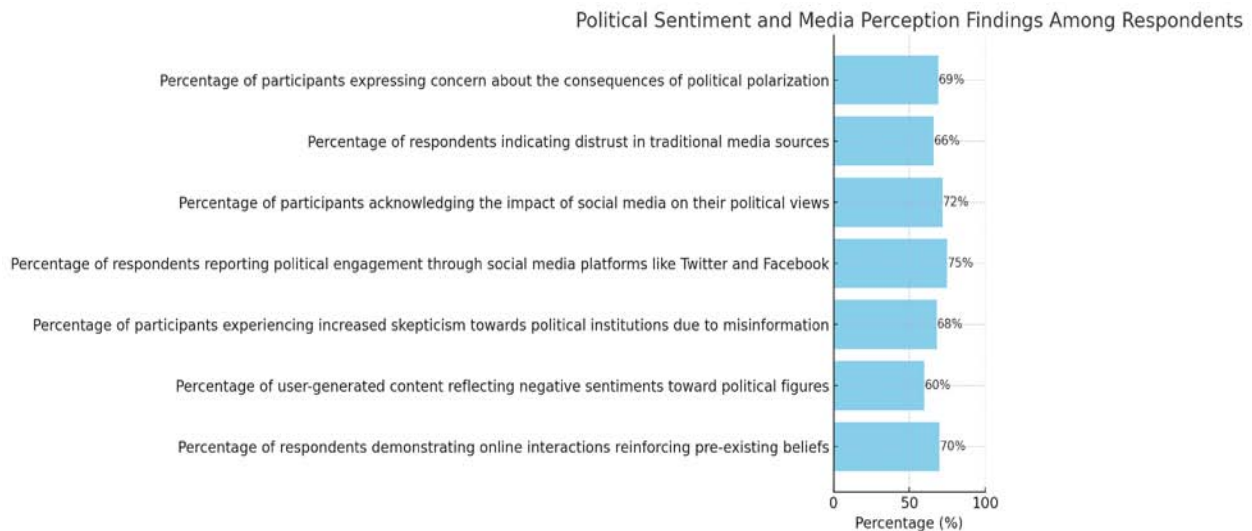 Political Sentiment and Media Perception Findings Among Respondents
Percentage of participants expressing concern about the consequences of political polarization 69%
Percentage of respondents indicating distrust in traditional media sources 66%
Percentage of participants acknowledging the impact of social media on their political views 72%
Percentage of respondents reporting political engagement through social media platforms like Twitter and Facebook 75%
Percentage of participants experiencing increased skepticism towards political institutions due to misinformation 68%
Percentage of user-generated content reflecting negative sentiments toward political figures 60%
Percentage of respondents demonstrating online interactions reinforcing pre-existing beliefs 70%
0 50 100
Percentage (%)